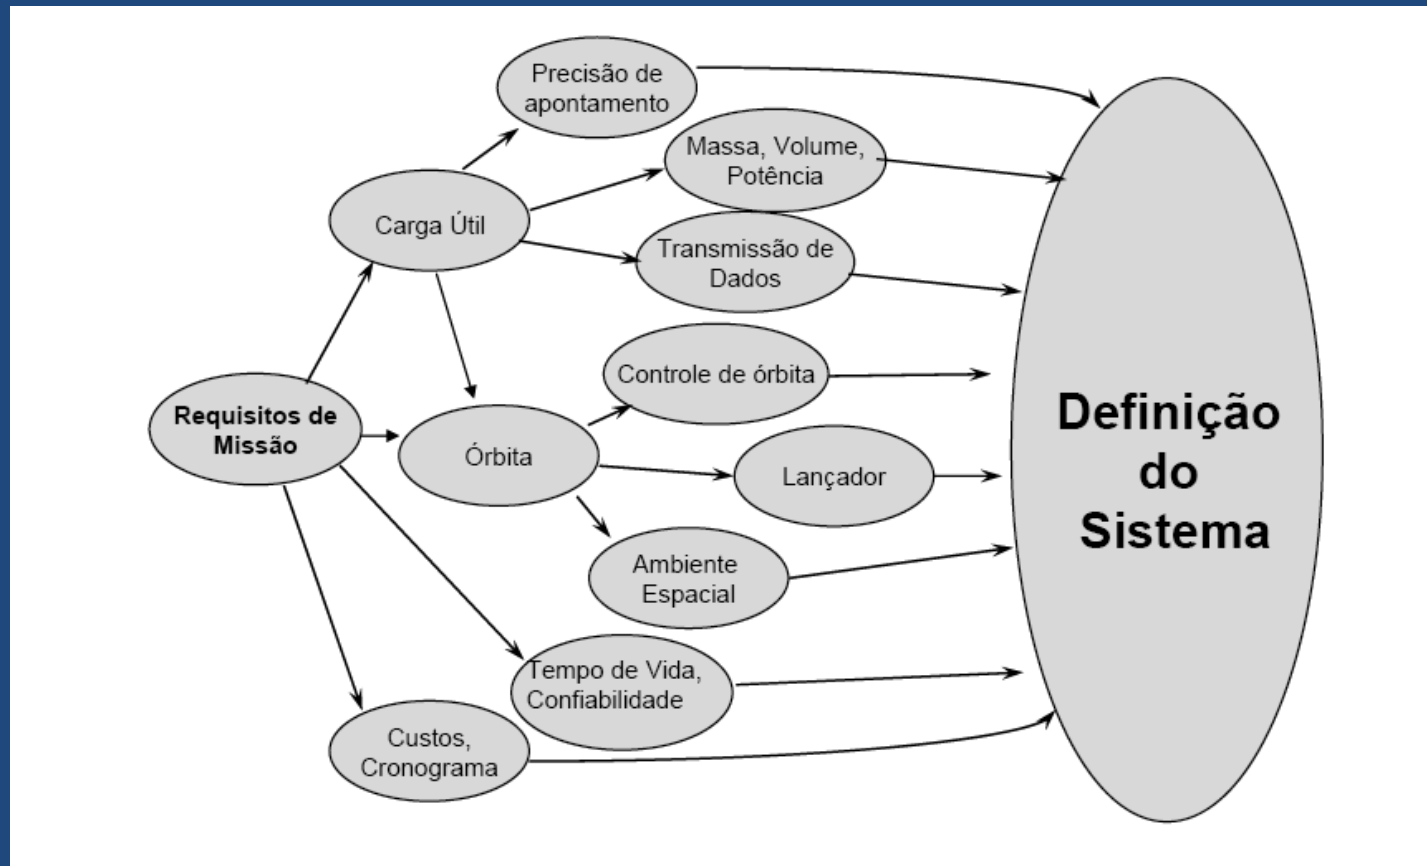 Precisão de
apontamento
Massa, Volume,
Potência
Carga Útil
Transmissão de
Dados
Controle de órbita
Requisitos de
Missão
Órbita
Lançador
Definição
do
Sistema
Ambiente
Espacial
Tempo de Vida,
Confiabilidade
Custos,
Cronograma